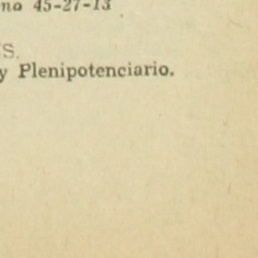 no 45-27-13
S.
y Plenipotenciario.